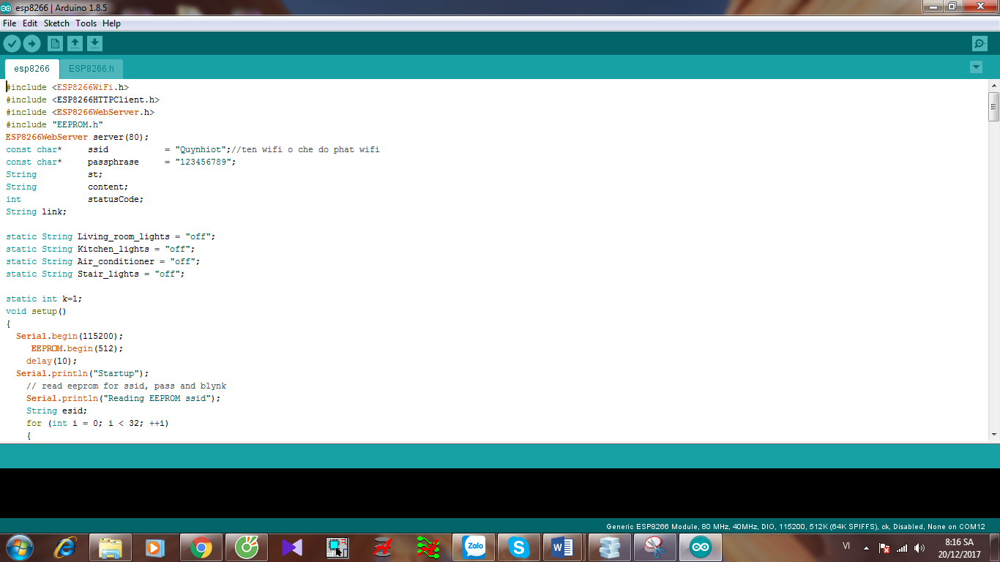 esp8266 | Arduino 1.8.5
File Edit Sketch Tools Help
esp8266 ESP8266.h
#include <ESP8266WiFi.h>
#include <ESP8266HTTPClient.h>
#include <ESP8266WebServer.h>
#include "EEPROM.h"
ESP8266WebServer server(80);
const char* ssid = "Quynhiot";//ten wifi o che do phat wifi
const char* passphrase = "123456789";
String st;
String content;
int statusCode;
String link;
static String Living_room_lights = "off";
static String Kitchen_lights = "off";
static String Air_conditioner = "off";
static String Stair_lights = "off";
static int k=1;
void setup()
{
Serial.begin(115200);
EEPROM.begin(512);
delay(10);
Serial.println("Startup");
// read eeprom for ssid, pass and blynk
Serial.println("Reading EEPROM ssid");
String esid;
for (int i = 0; i < 32; ++i)
{
Generic ESP8266 Module, 80 MHz, 40MHz, DIO, 115200, 512K (64K SPIFFS), ck, Disabled, None on COM12
Zalo
VI
8:16 SA
20/12/2017